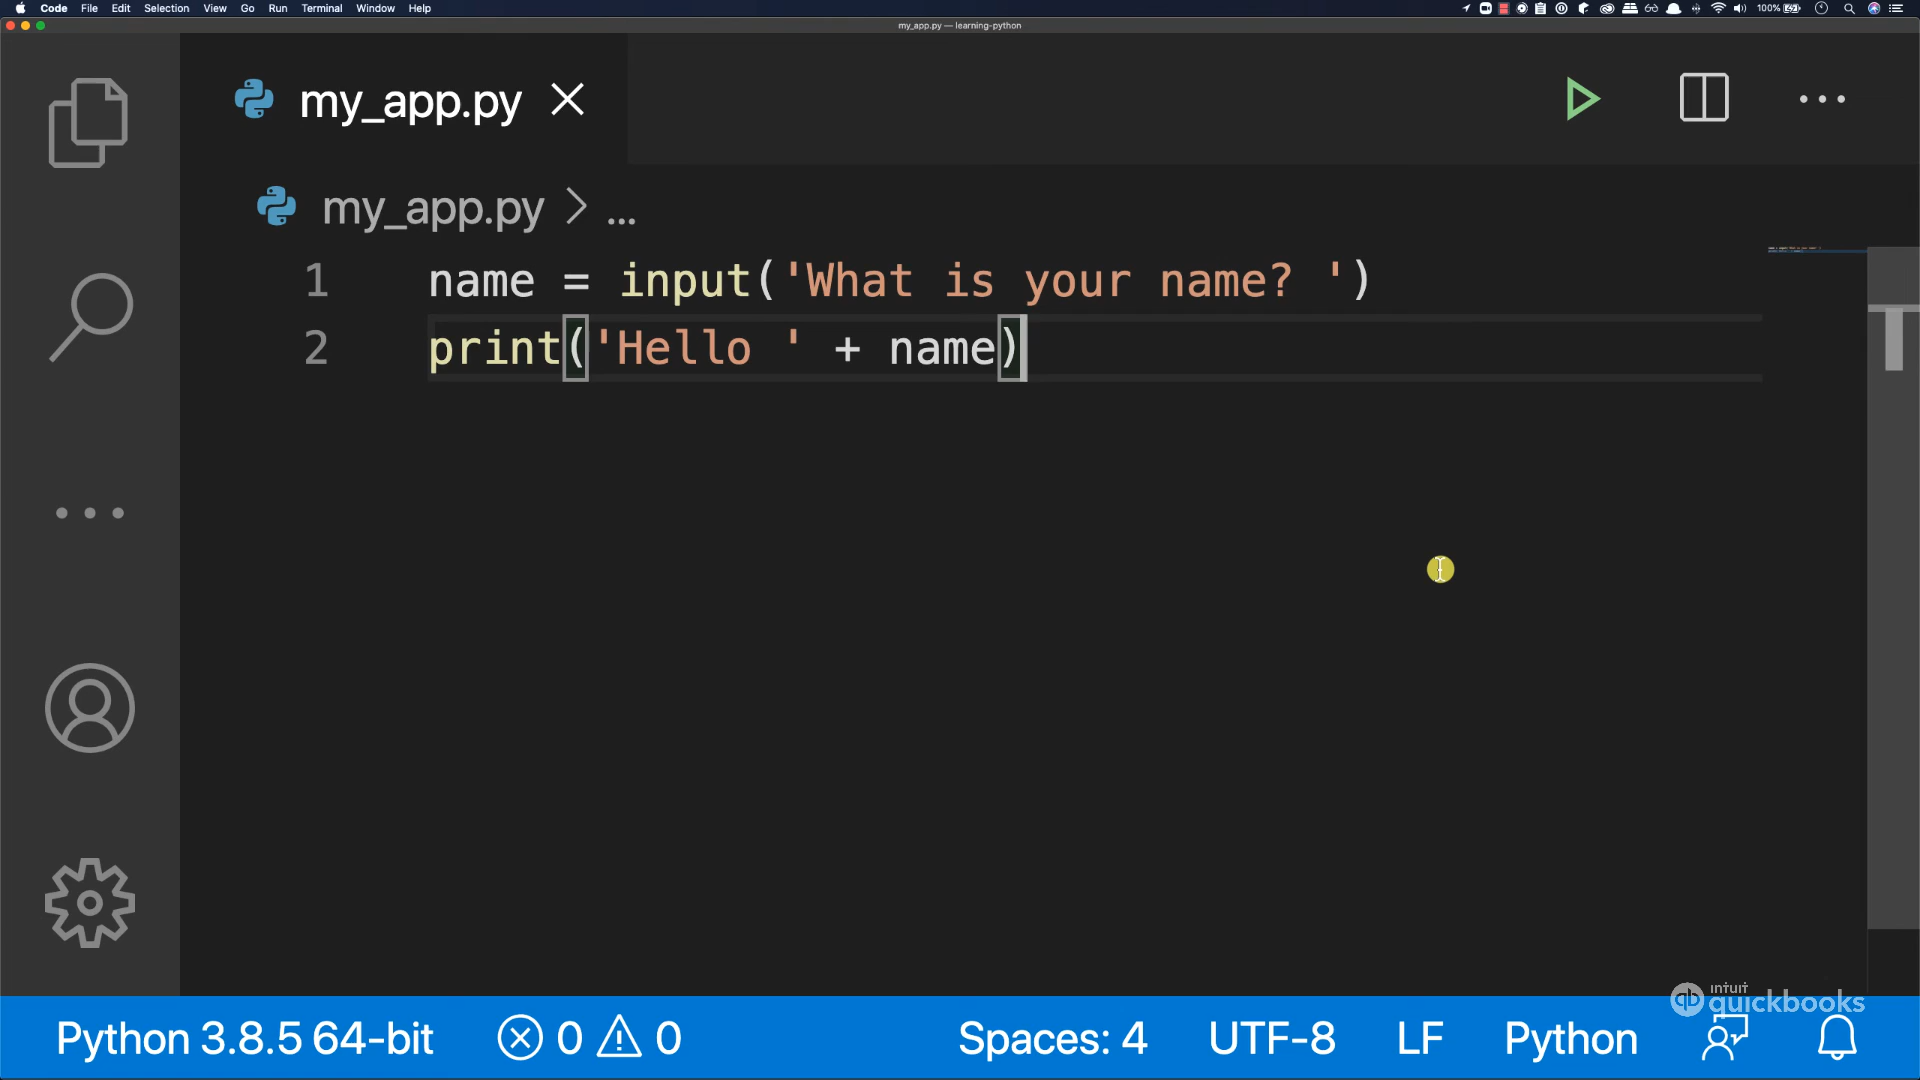 Code File Edit Selection View Go Run Terminal Window Help 100%
my_app.py — learning-python
my_app.py
my_app.py > ...
1 name = input('What is your name? ')
2 print('Hello ' + name)
intuit
qb quickbooks
Python 3.8.5 64-bit 0 0 Spaces: 4 UTF-8 LF Python